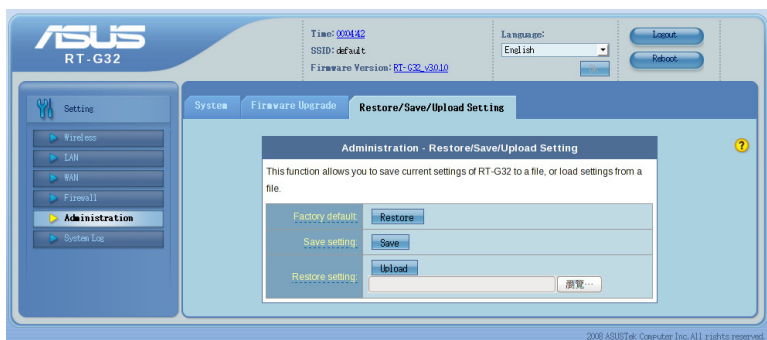 ASUS
RT-G32
Time: 00:04:42
SSID: default
Firmware Version: RT-G32_v3.0.1.0
Language:
English
Logout
Reboot
Setting
Wireless
LAN
WAN
Firewall
Administration
System Log
System
Firmware Upgrade
Restore/Save/Upload Setting
Administration - Restore/Save/Upload Setting
This function allows you to save current settings of RT-G32 to a file, or load settings from a
file.
Factory default:
Restore
Save setting:
Save
Restore setting:
Upload
瀏覽…
?
2008 ASUSTek Computer Inc. All rights reserved.